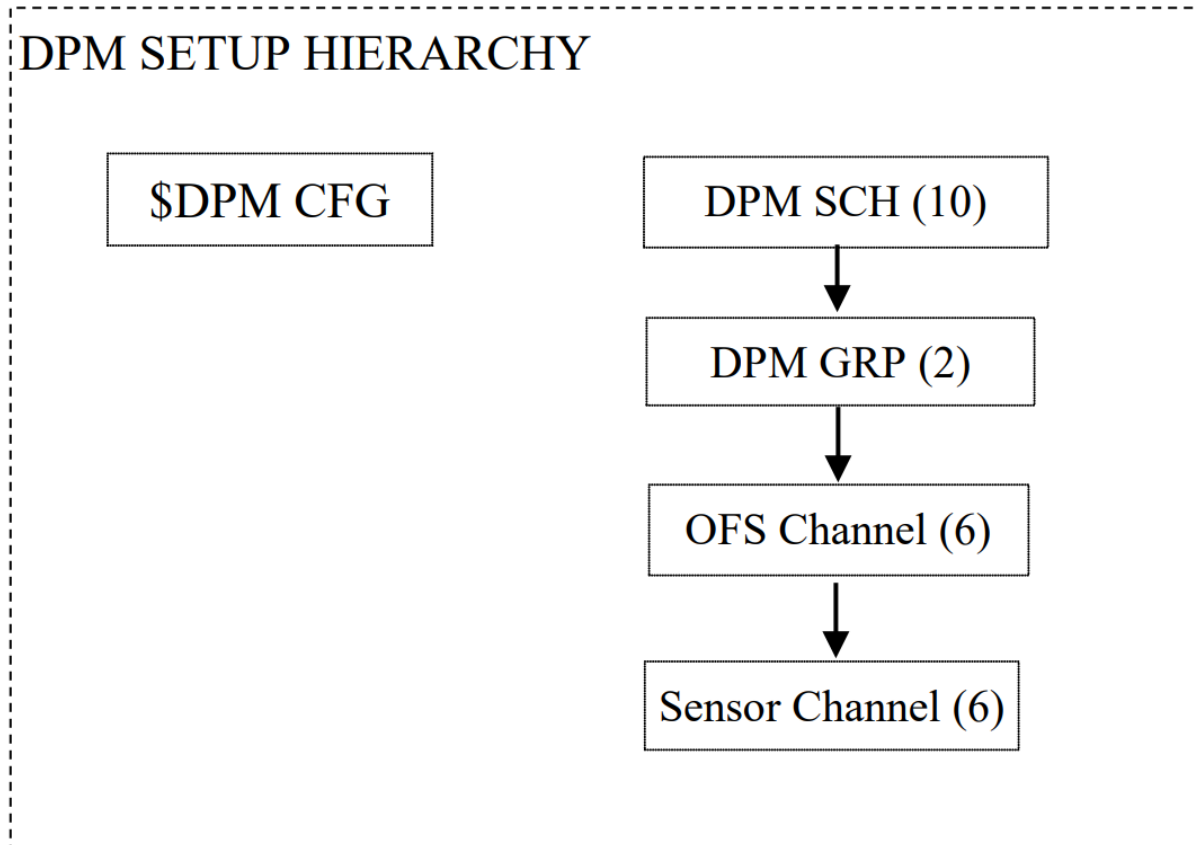 DPM SETUP HIERARCHY
$DPM CFG
DPM SCH (10)
DPM GRP (2)
OFS Channel (6)
Sensor Channel (6)